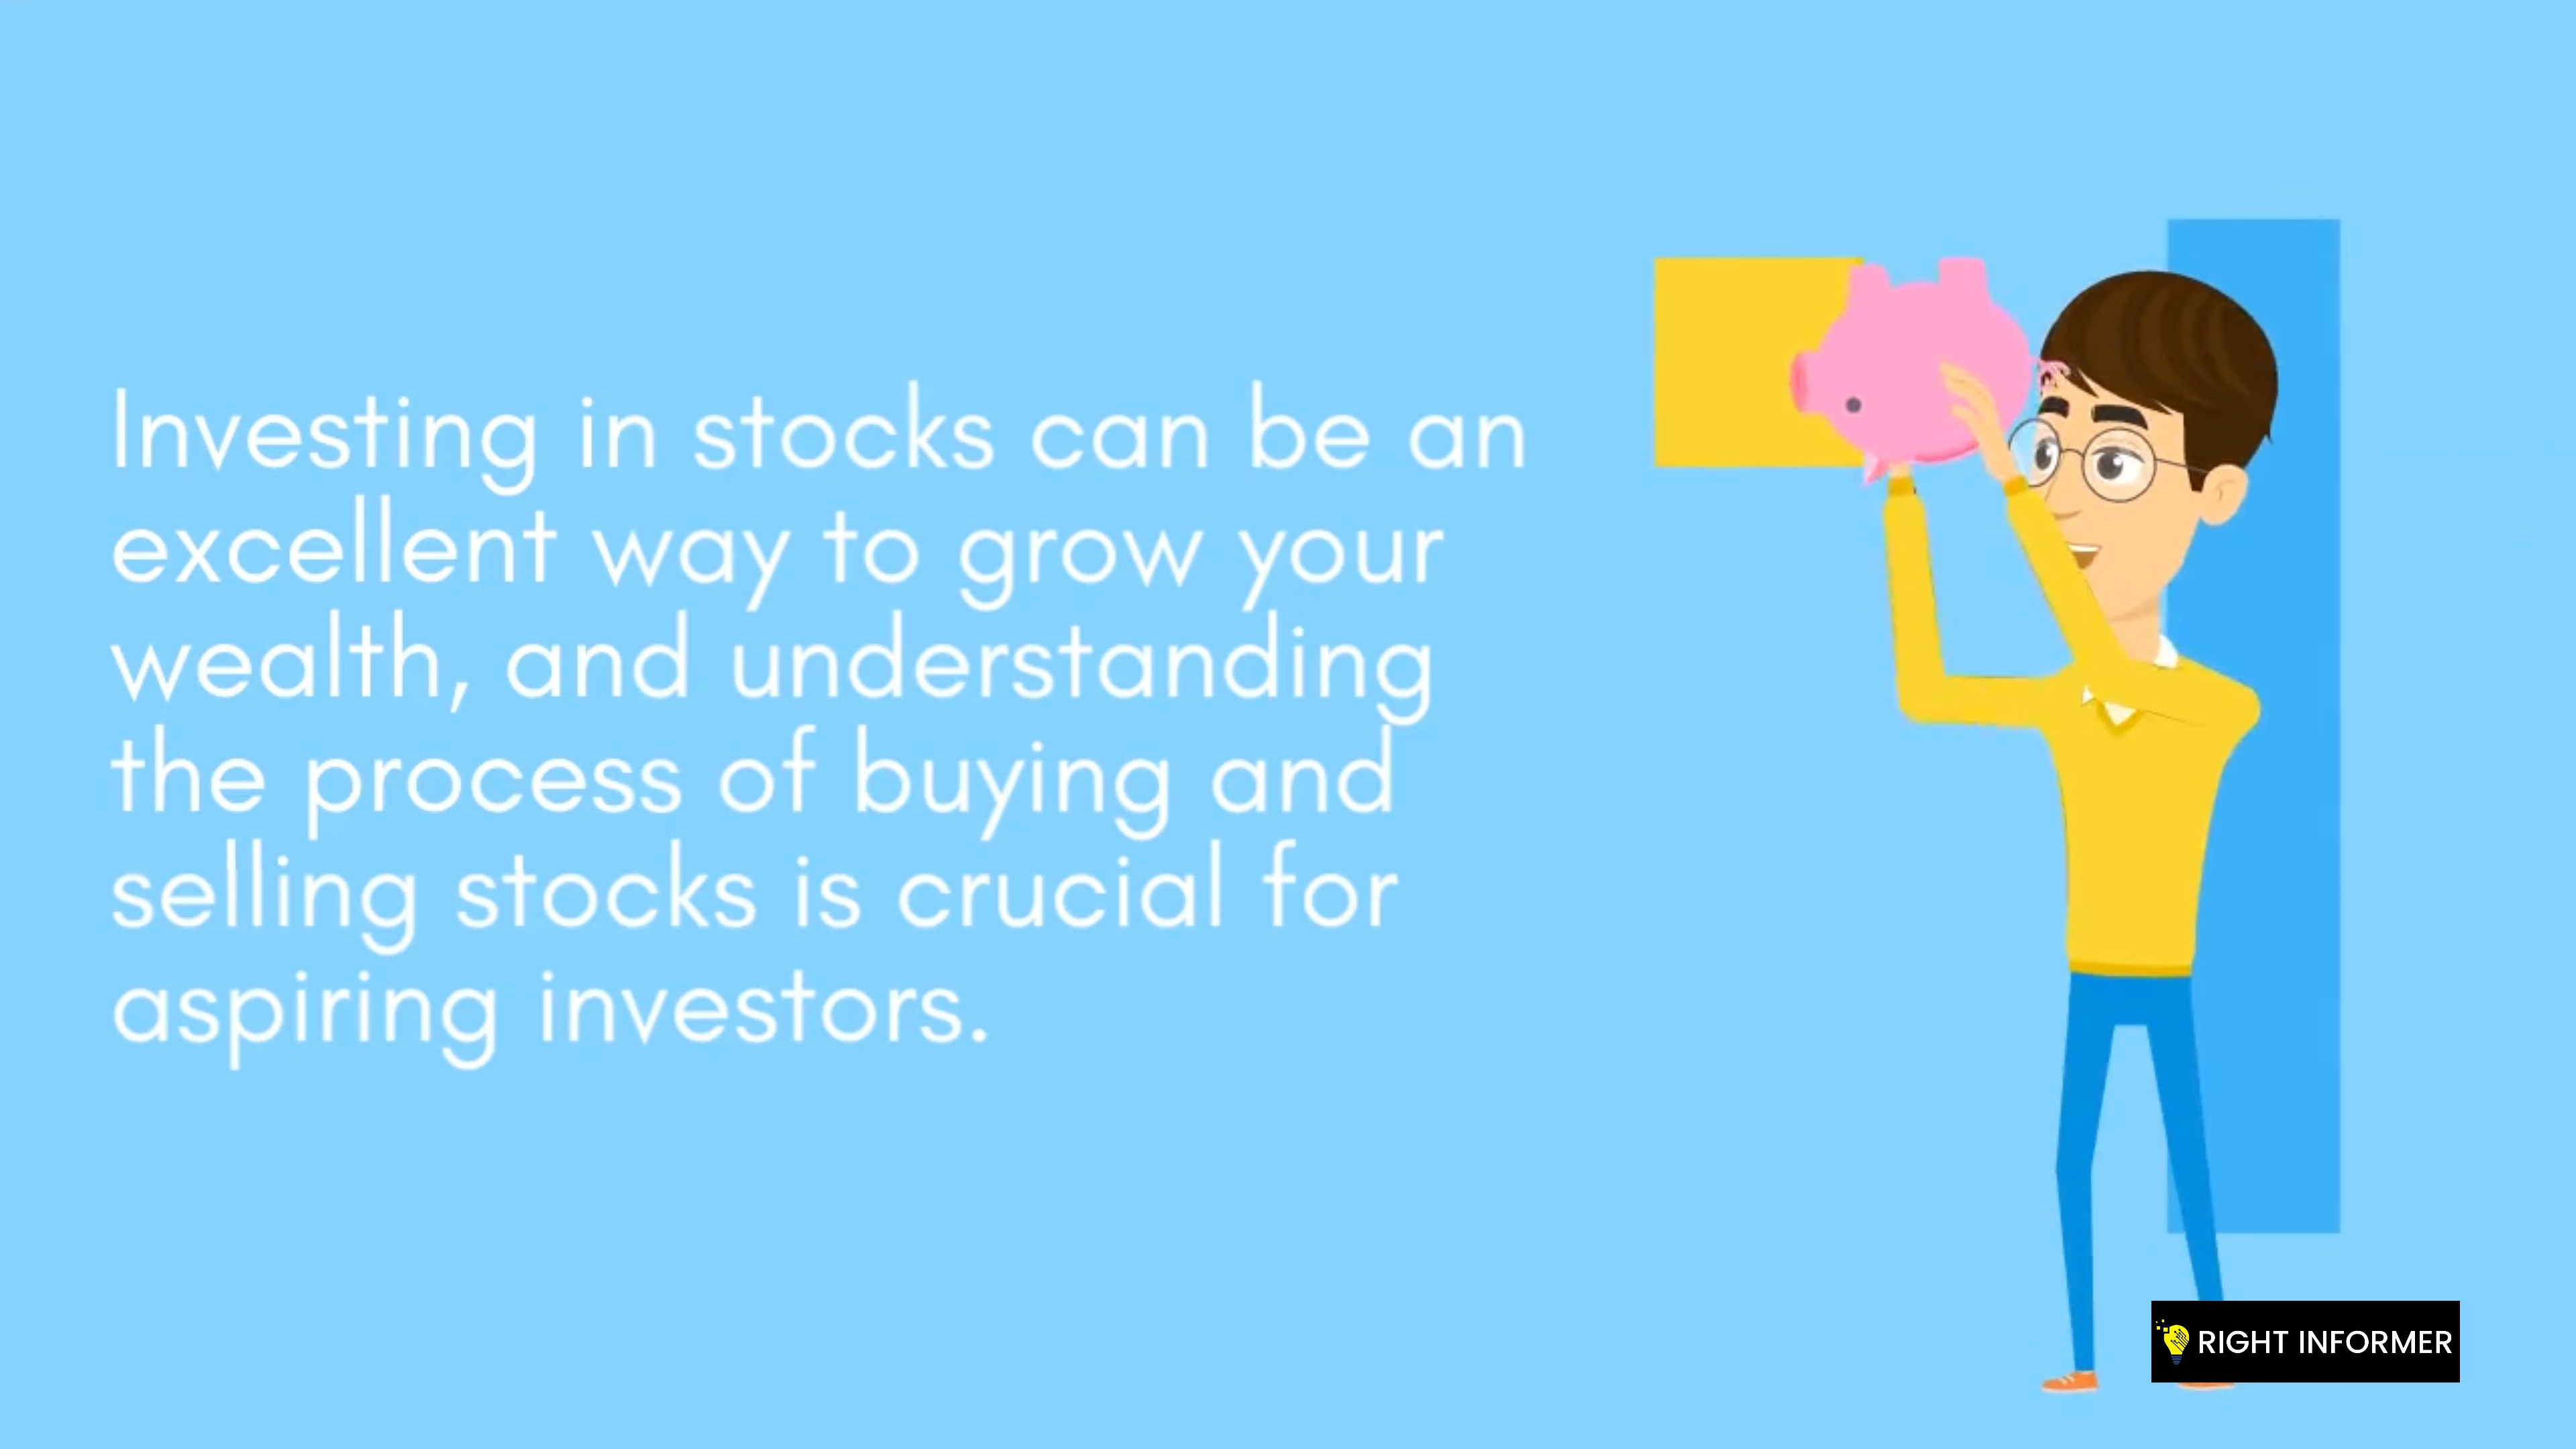 Investing in stocks can be an
excellent way to grow your
wealth, and understanding
the process of buying and
selling stocks is crucial for
aspiring investors.
RIGHT INFORMER